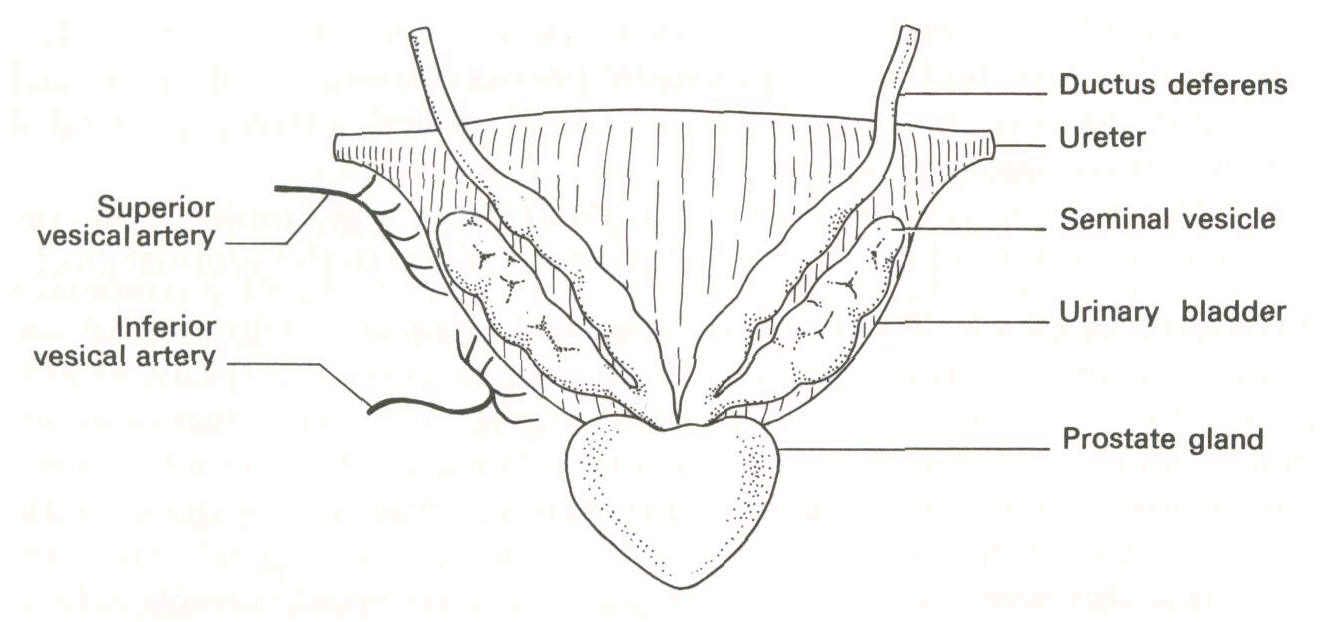 Ductus deferens
Ureter
Superior
vesical artery
Seminal vesicle
Urinary bladder
Inferior
vesical artery
Prostate gland